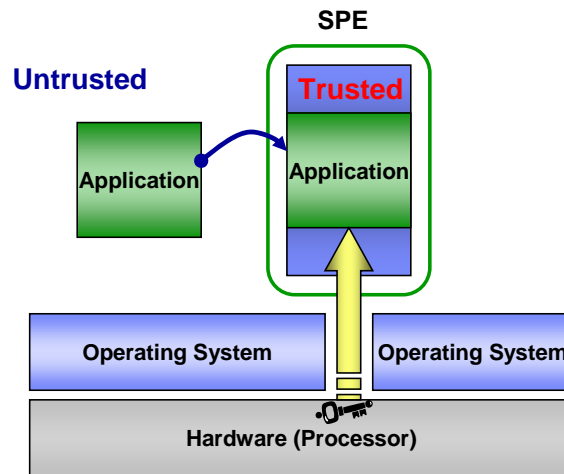 SPE
Untrusted
Trusted
Application
Application
Operating System
Operating System
Hardware (Processor)